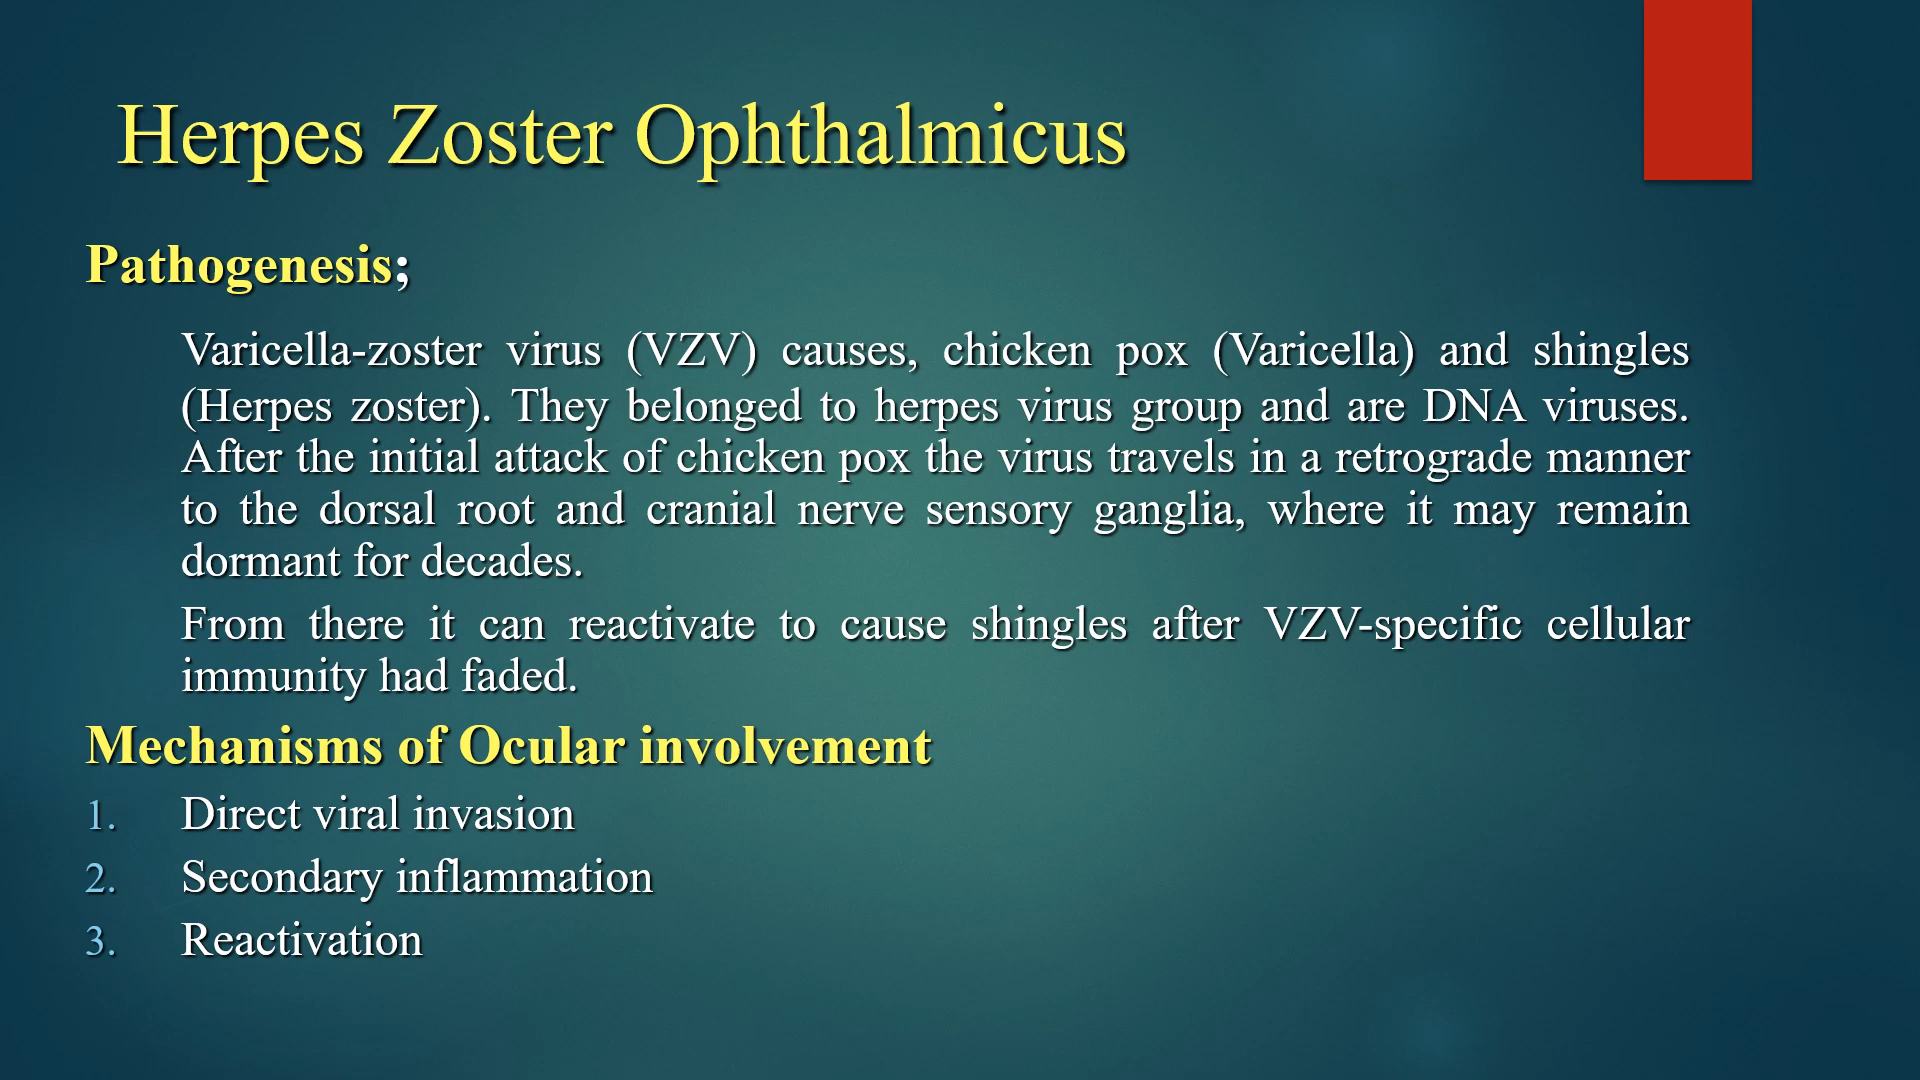 Herpes Zoster Ophthalmicus
Pathogenesis;
Varicella-zoster virus (VZV) causes, chicken pox (Varicella) and shingles
(Herpes zoster). They belonged to herpes virus group and are DNA viruses.
After the initial attack of chicken pox the virus travels in a retrograde manner
to the dorsal root and cranial nerve sensory ganglia, where it may remain
dormant for decades.
From there it can reactivate to cause shingles after VZV-specific cellular
immunity had faded.
Mechanisms of Ocular involvement
1. Direct viral invasion
2. Secondary inflammation
3. Reactivation